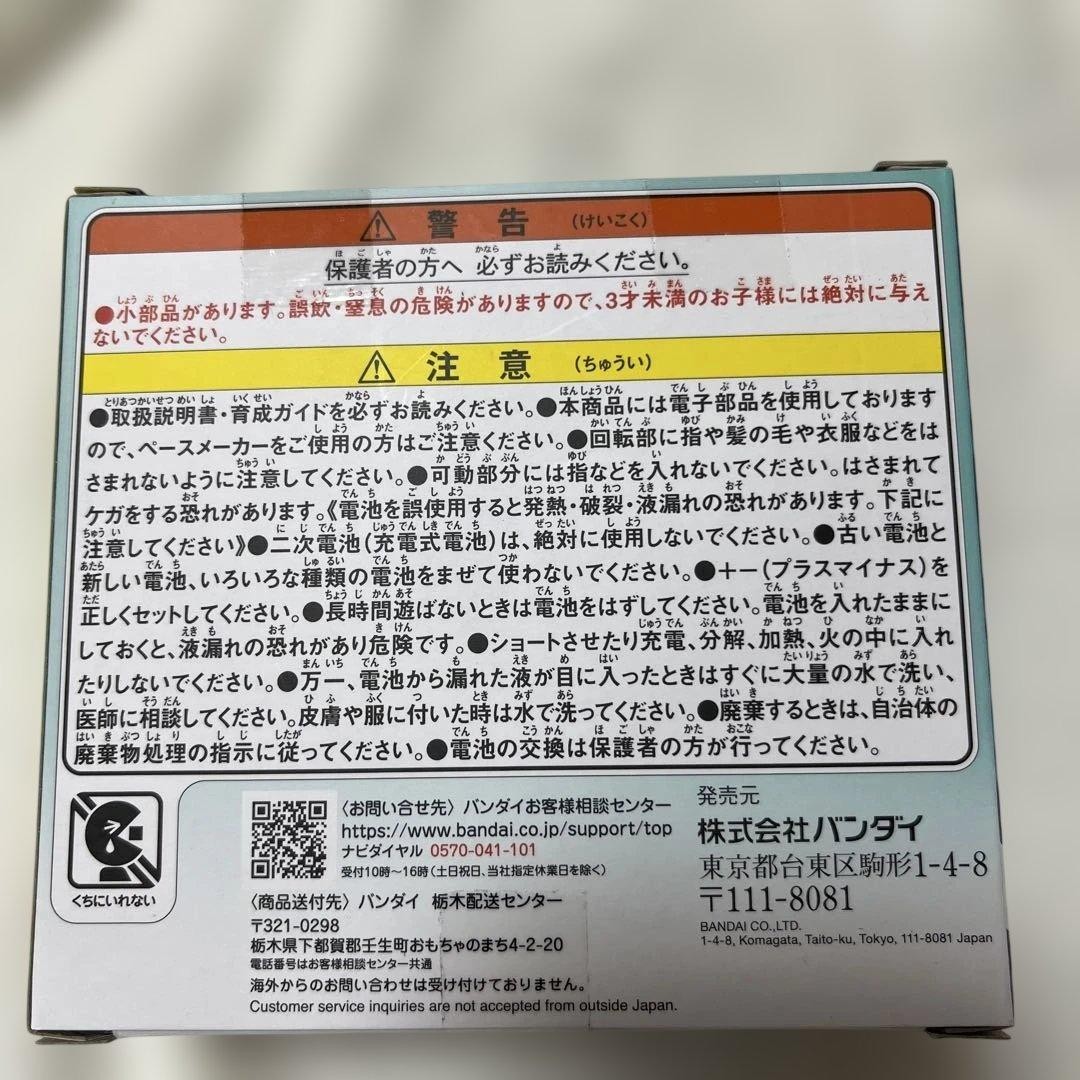 警告 (けいこく)
保護者の方へ 必ずお読みください。
●小部品があります。誤飲・窒息の危険がありますので、3才未満のお子様には絶対に与え
ないでください。
注意 (ちゅうい)
●取扱説明書・育成ガイドを必ずお読みください。●本商品には電子部品を使用しております
ので、ペースメーカーをご使用の方はご注意ください。●回転部に指や髪の毛や衣服などをは
さまれないように注意してください。●可動部分には指などを入れないでください。はさまれて
ケガをする恐れがあります。《電池を誤使用すると発熱・破裂・液漏れの恐れがあります。下記に
注意してください》●二次電池(充電式電池)は、絶対に使用しないでください。●古い電池と
新しい電池、いろいろな種類の電池をまぜて使わないでください。●+−(プラスマイナス)を
正しくセットしてください。●長時間遊ばないときは電池をはずしてください。電池を入れたままに
しておくと、液漏れの恐れがあり危険です。●ショートさせたり充電、分解、加熱、火の中に入れ
たりしないでください。●万一、電池から漏れた液が目に入ったときはすぐに大量の水で洗い、
医師に相談してください。皮膚や服に付いた時は水で洗ってください。●廃棄するときは、自治体の
廃棄物処理の指示に従ってください。●電池の交換は保護者の方が行ってください。
くちにいれない
〈お問い合せ先〉バンダイお客様相談センター
https://www.bandai.co.jp/support/top
ナビダイヤル 0570-041-101
受付10時〜16時(土日祝日、当社指定休業日を除く)
〈商品送付先〉バンダイ 栃木配送センター
〒321-0298
栃木県下都賀郡壬生町おもちゃのまち4-2-20
電話番号はお客様相談センター共通
海外からのお問い合わせは受け付けておりません。
Customer service inquiries are not accepted from outside Japan.
発売元
株式会社バンダイ
東京都台東区駒形1-4-8
〒111-8081
BANDAI CO.,LTD.
1-4-8, Komagata, Taito-ku, Tokyo, 111-8081 Japan